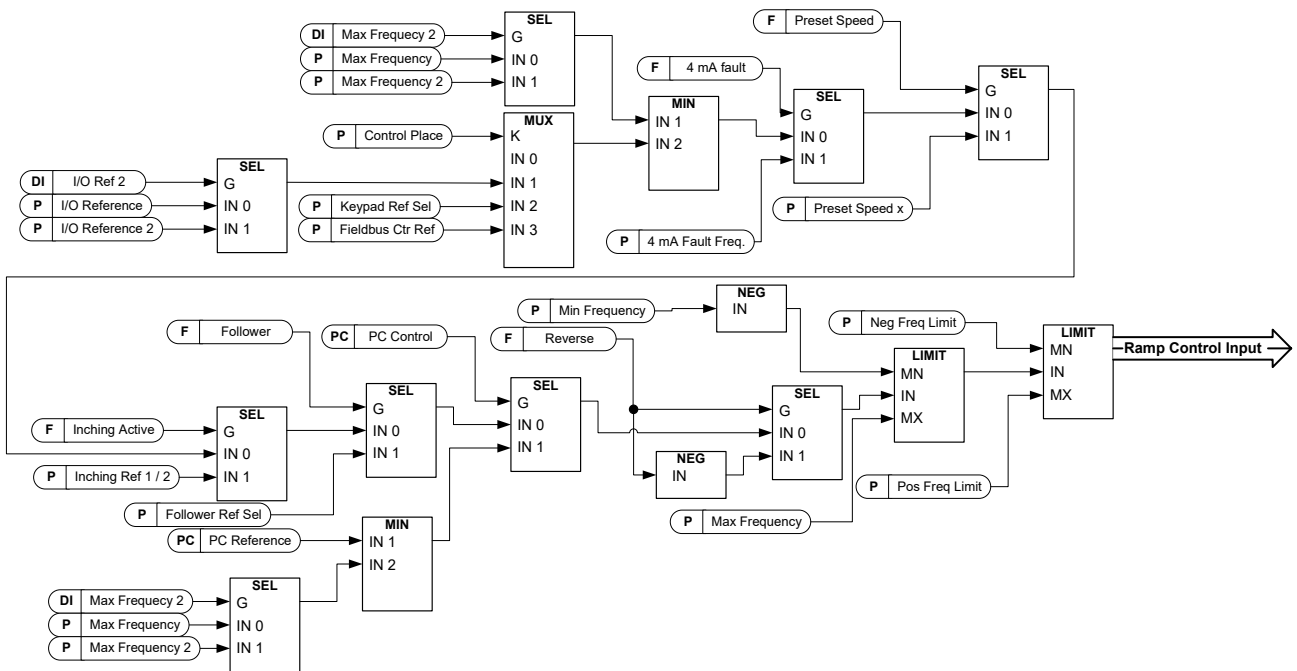 SEL
DI Max Frequecy 2
G
P Max Frequency
IN 0
P Max Frequency 2
IN 1
F Preset Speed
SEL
G
IN 0
IN 1
F 4 mA fault
SEL
G
IN 0
IN 1
MIN
IN 1
IN 2
P Control Place
MUX
K
IN 0
IN 1
P Keypad Ref Sel
IN 2
P Fieldbus Ctr Ref
IN 3
SEL
DI I/O Ref 2
G
P I/O Reference
IN 0
P I/O Reference 2
IN 1
P Preset Speed x
P 4 mA Fault Freq.
P Min Frequency
NEG
IN
F Follower
PC PC Control
F Reverse
P Neg Freq Limit
LIMIT
MN
IN
MX
Ramp Control Input
LIMIT
MN
IN
MX
SEL
G
IN 0
IN 1
SEL
G
IN 0
IN 1
SEL
G
IN 0
IN 1
SEL
F Inching Active
G
IN 0
P Inching Ref 1 / 2
IN 1
NEG
IN
P Pos Freq Limit
P Follower Ref Sel
P Max Frequency
MIN
PC PC Reference
IN 1
IN 2
SEL
DI Max Frequecy 2
G
P Max Frequency
IN 0
P Max Frequency 2
IN 1